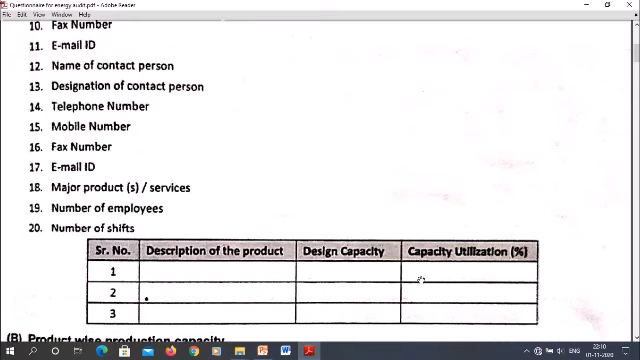 Questionnaire for energy audit.pdf - Adobe Reader
File Edit View Window Help
10. Fax Number
11. E-mail ID
12. Name of contact person
13. Designation of contact person
14. Telephone Number
15. Mobile Number
16. Fax Number
17. E-mail ID
18. Major product (s) / services
19. Number of employees
20. Number of shifts
Sr. No. Description of the product Design Capacity Capacity Utilization (%)
1
2
3
(B) Product wise production capacity
ENG 22:10
01-11-2020